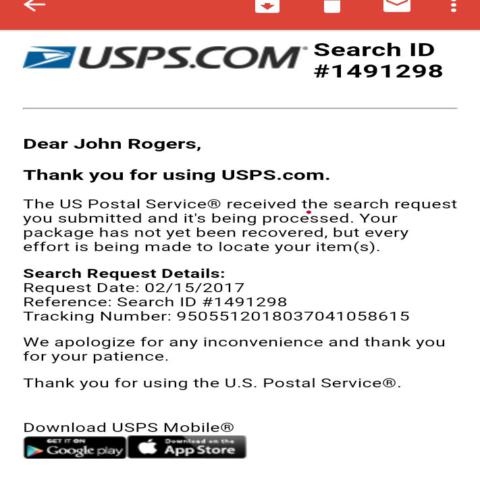 USPS.COM® Search ID
#1491298
Dear John Rogers,
Thank you for using USPS.com.
The US Postal Service® received the search request
you submitted and it's being processed. Your
package has not yet been recovered, but every
effort is being made to locate your item(s).
Search Request Details:
Request Date: 02/15/2017
Reference: Search ID #1491298
Tracking Number: 9505512018037041058615
We apologize for any inconvenience and thank you
for your patience.
Thank you for using the U.S. Postal Service®.
Download USPS Mobile®
GET IT ON Download on the
Google play App Store